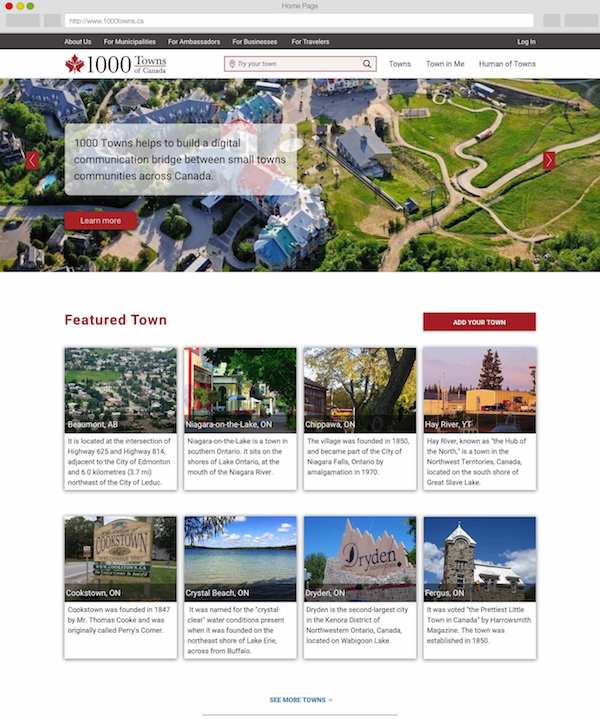 Home Page
http://www.1000towns.ca
About Us For Municipalities For Ambassadors For Businesses For Travelers Log In
1000 Towns
of Canada
Try your town
Towns Town in Me Human of Towns
1000 Towns helps to build a digital
communication bridge between small towns
communities across Canada.
Learn more
Featured Town
ADD YOUR TOWN
Beaumont, AB
It is located at the intersection of
Highway 625 and Highway 814,
adjacent to the City of Edmonton
and 6.0 kilometres (3.7 mi)
northeast of the City of Leduc.
Niagara-on-the-Lake, ON
Niagara-on-the-Lake is a town in
southern Ontario. it sits on the
shores of Lake Ontario, at the
mouth of the Niagara River.
Chippawa, ON
The village was founded in 1850,
and became part of the City of
Niagara Falls, Ontario by
amalgamation in 1970.
Hay River, YT
Hay River, known as "the Hub of
the North," is a town in the
Northwest Territories, Canada,
located on the south shore of
Great Slave Lake.
COOKSTOWN
WWW.COOKSTOWN.CA
Cookstown, ON
Cookstown was founded in 1847
by Mr. Thomas Cooke and was
originally called Perry's Corner.
Crystal Beach, ON
It was named for the "crystal-
clear" water conditions present
when it was founded on the
northeast shore of Lake Erie,
across from Buffalo.
Dryden
Dryden, ON
Dryden is the second-largest city
in the Kenora District of
Northwestern Ontario, Canada,
located on Wabigoon Lake.
Fergus, ON
It was voted "the Prettiest Little
Town in Canada" by Harrowsmith
Magazine. The town was
established in 1850.
SEE MORE TOWNS